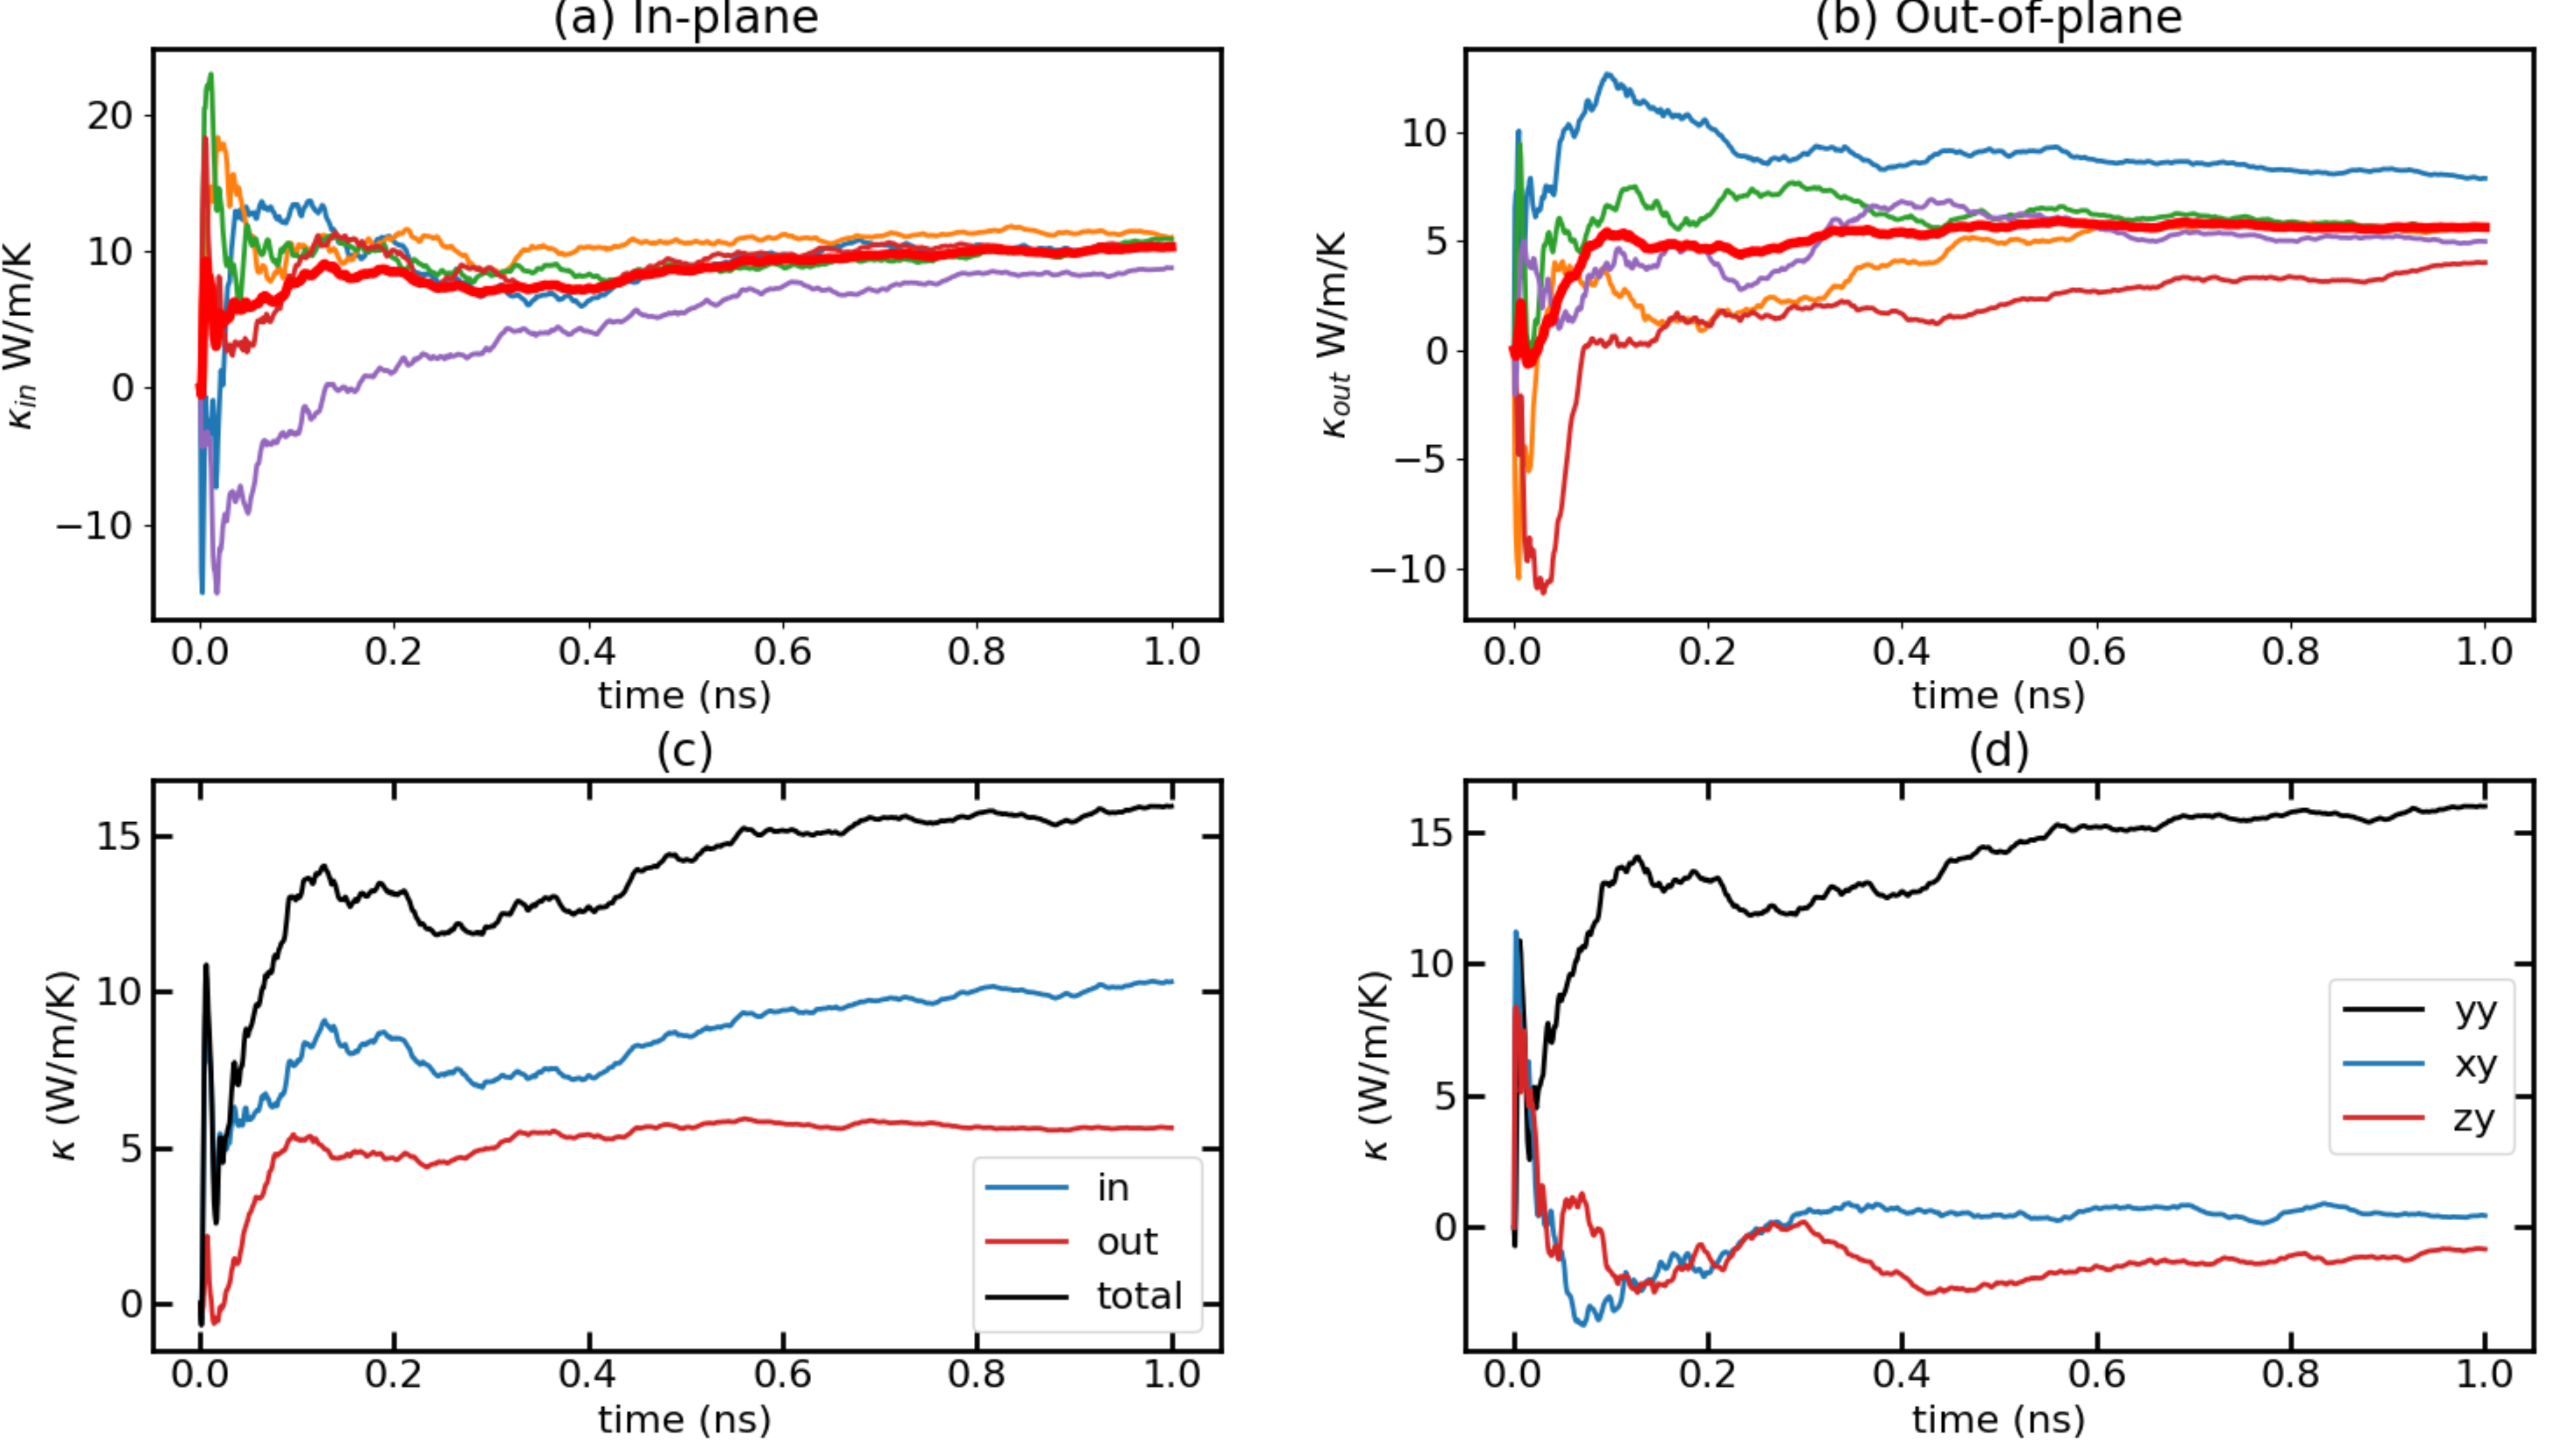 (a) In-plane
κin W/m/K
20
10
0
−10
0.0 0.2 0.4 0.6 0.8 1.0
time (ns)
(b) Out-of-plane
κout W/m/K
10
5
0
−5
−10
0.0 0.2 0.4 0.6 0.8 1.0
time (ns)
(c)
κ (W/m/K)
15
10
5
0
in
out
total
0.0 0.2 0.4 0.6 0.8 1.0
time (ns)
(d)
κ (W/m/K)
15
10
5
0
yy
xy
zy
0.0 0.2 0.4 0.6 0.8 1.0
time (ns)